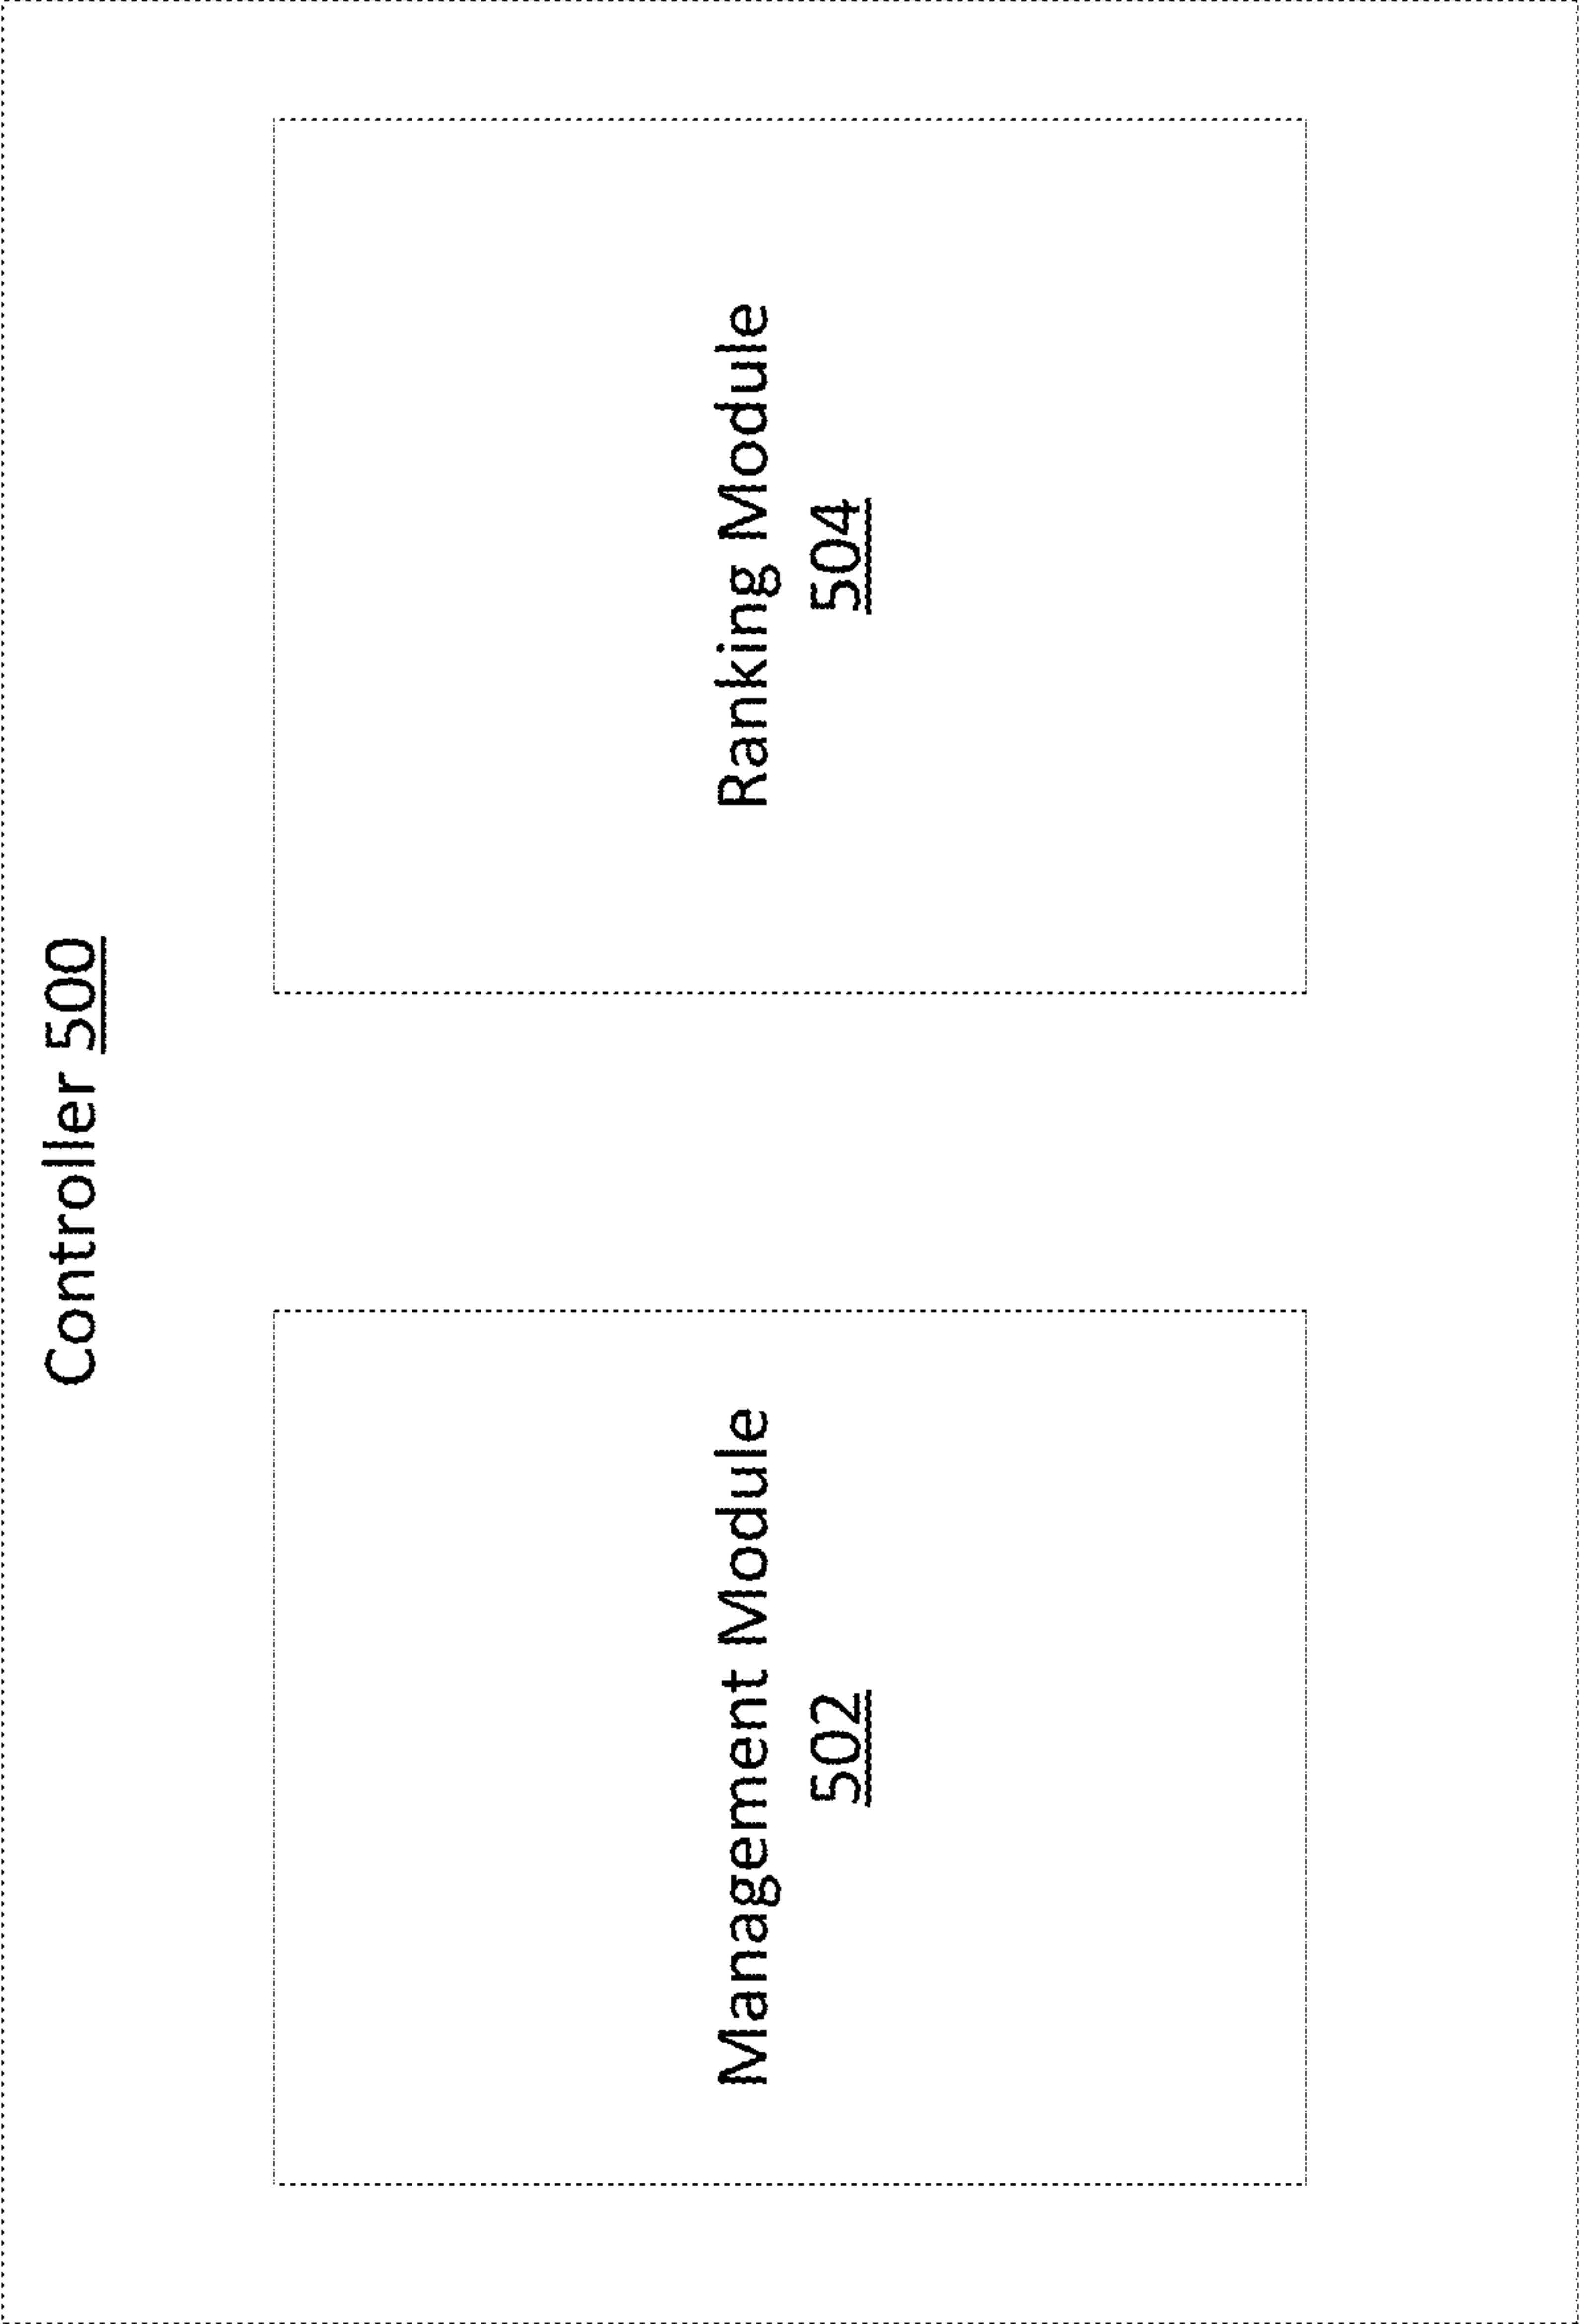 Controller 500
Management Module
502
Ranking Module
504